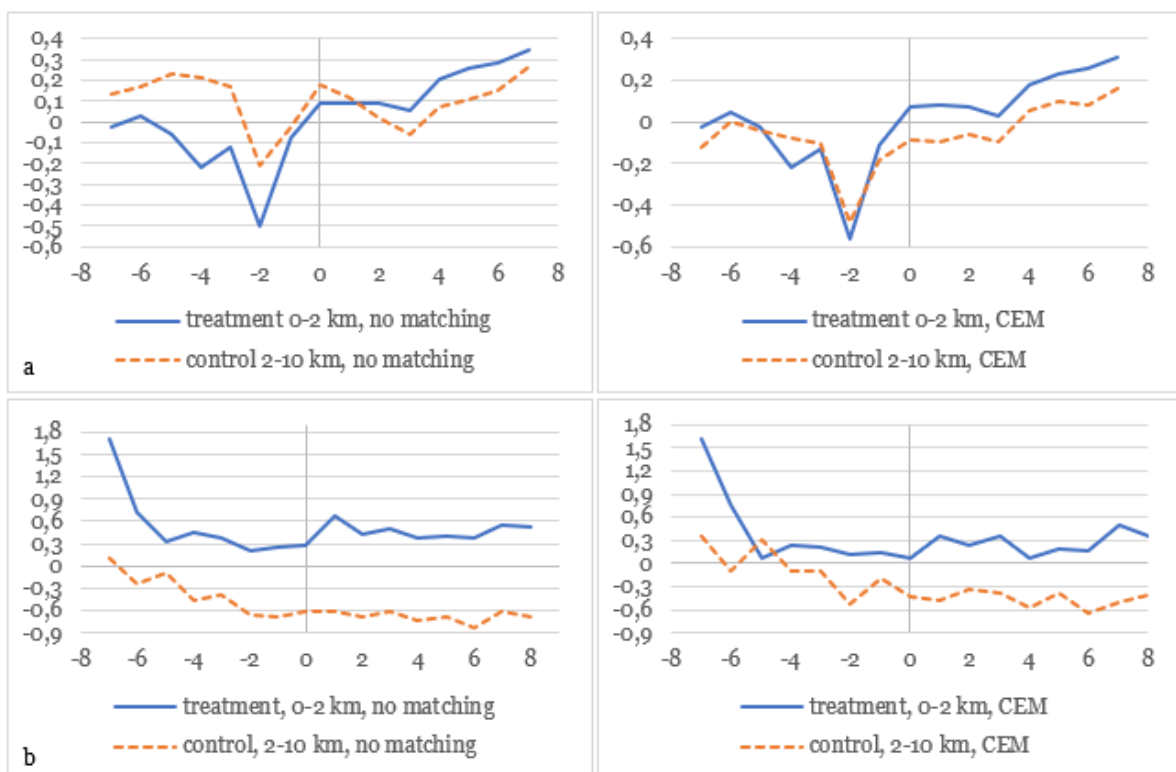 0,4
0,3
0,2
0,1
0
-0,1
-0,2
-0,3
-0,4
-0,5
-0,6
-8 -6 -4 -2 0 2 4 6 8
treatment 0-2 km, no matching
control 2-10 km, no matching
a
0,4
0,2
0
-0,2
-0,4
-0,6
-8 -6 -4 -2 0 2 4 6 8
treatment 0-2 km, CEM
control 2-10 km, CEM
1,8
1,5
1,2
0,9
0,6
0,3
0
-0,3
-0,6
-0,9
-8 -6 -4 -2 0 2 4 6 8
treatment, 0-2 km, no matching
control, 2-10 km, no matching
b
1,8
1,5
1,2
0,9
0,6
0,3
0
-0,3
-0,6
-0,9
-8 -6 -4 -2 0 2 4 6 8
treatment, 0-2 km, CEM
control, 2-10 km, CEM